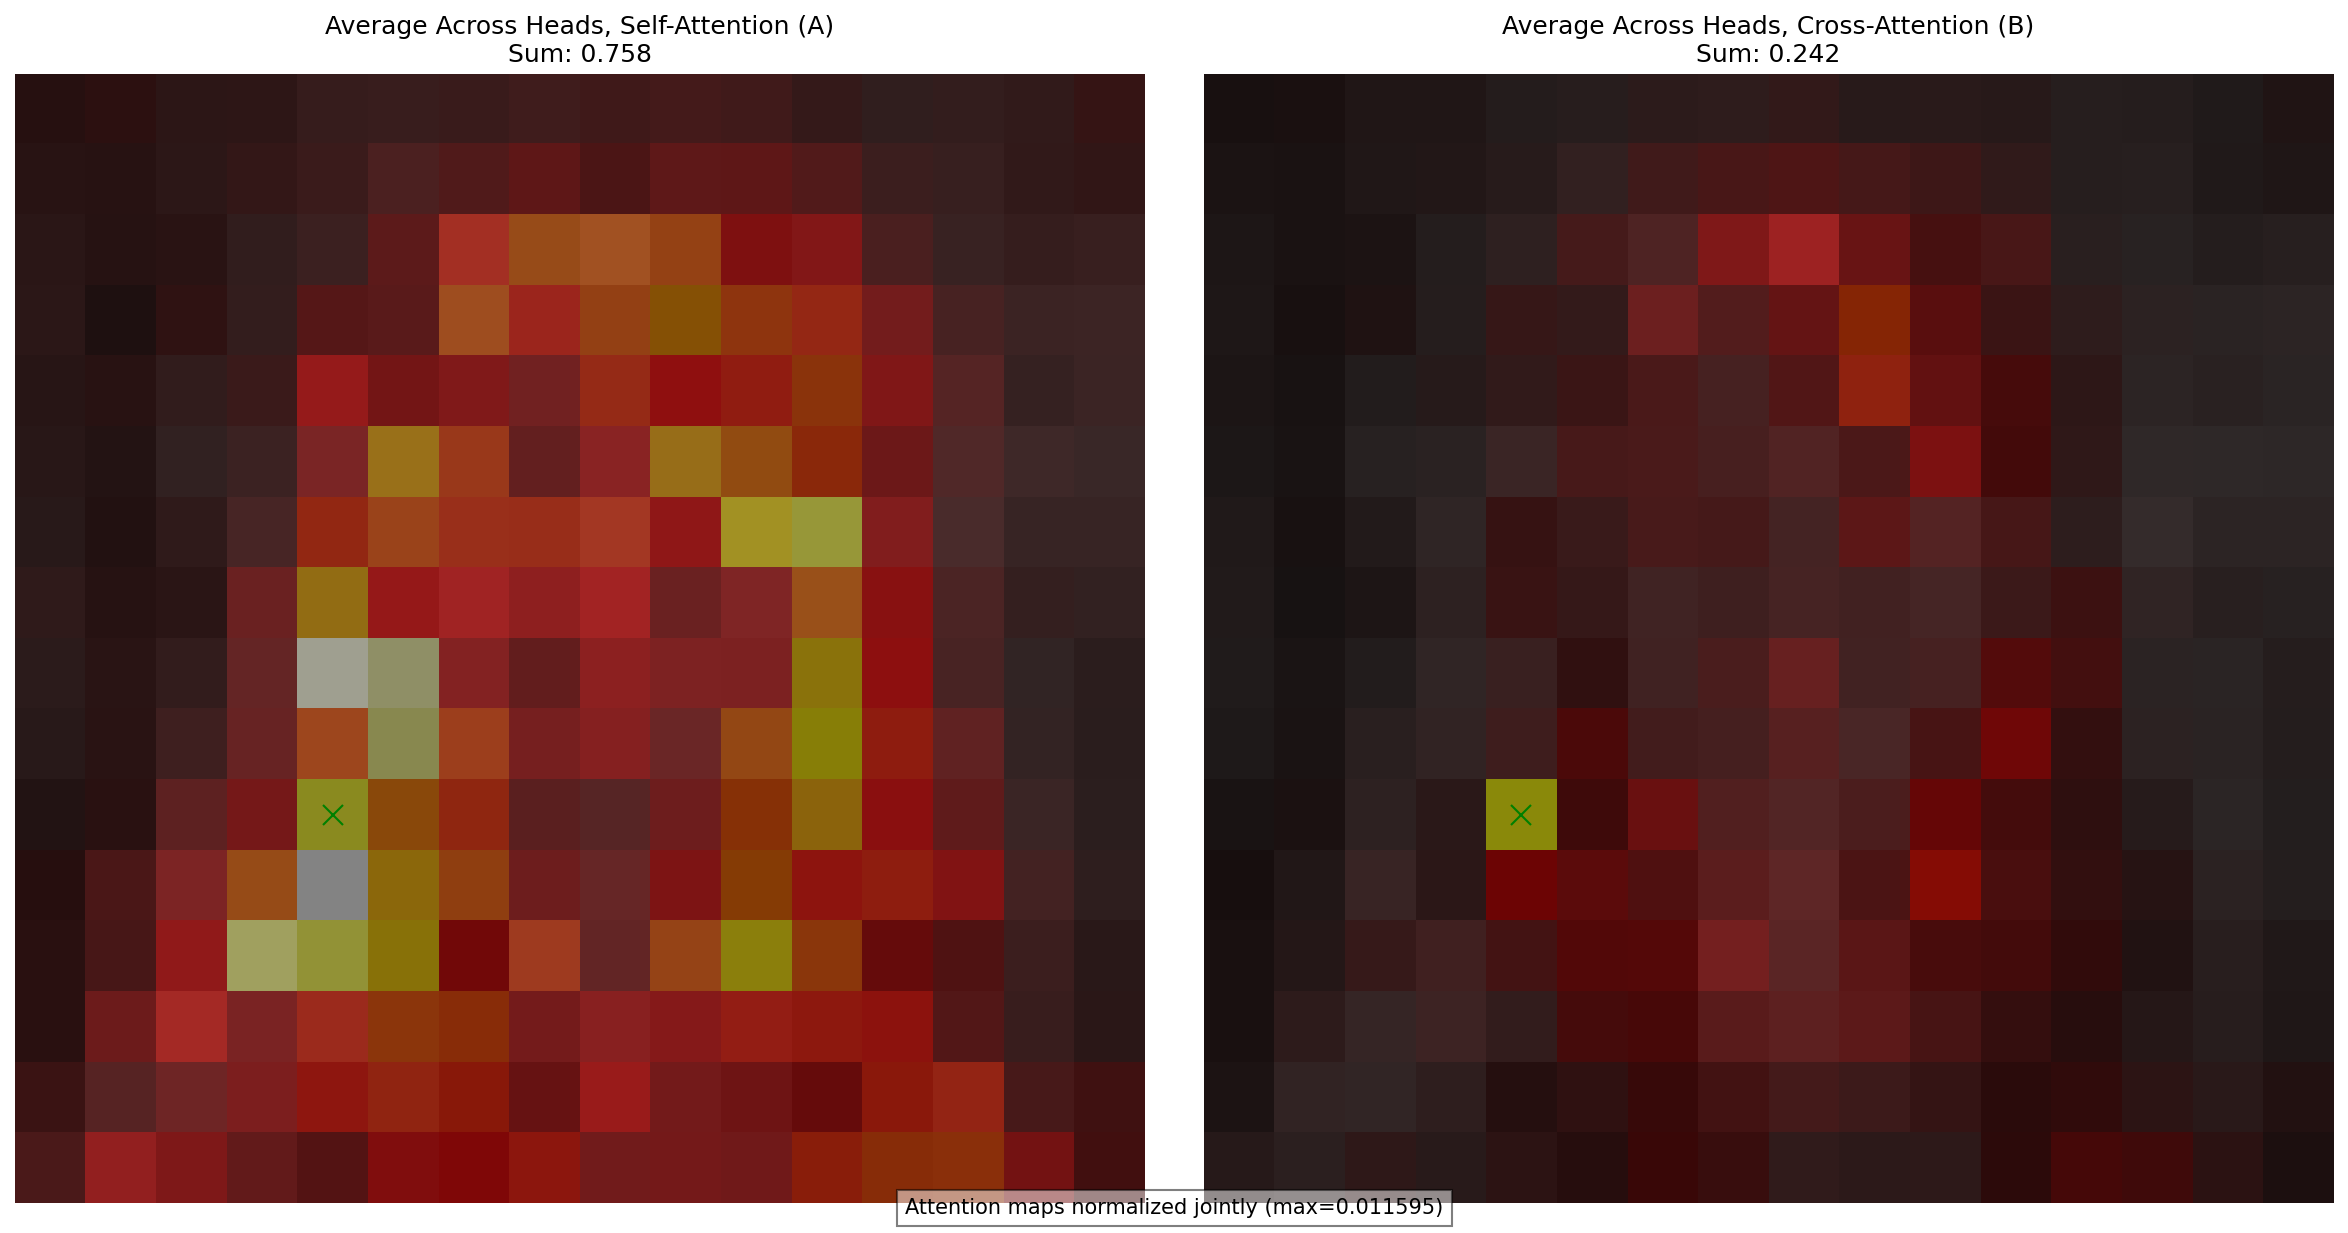 Average Across Heads, Self-Attention (A)
Sum: 0.758
Average Across Heads, Cross-Attention (B)
Sum: 0.242
Attention maps normalized jointly (max=0.011595)